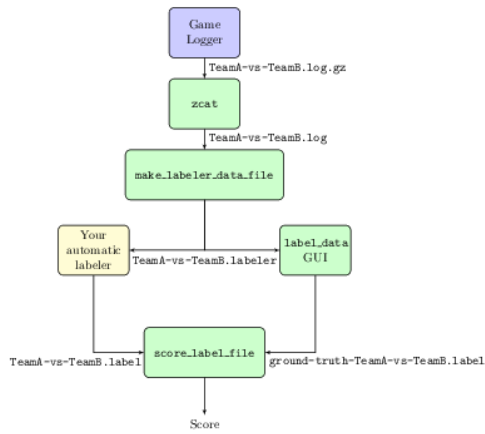 Game
Logger
TeamA-vs-TeamB.log.gz
zcat
TeamA-vs-TeamB.log
make_labeler_data_file
Your
automatic
labeler
label_data
GUI
TeamA-vs-TeamB.labeler
score_label_file
TeamA-vs-TeamB.label
ground-truth-TeamA-vs-TeamB.label
Score